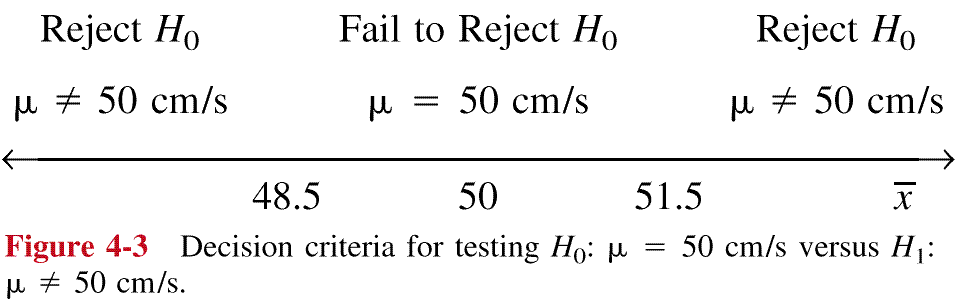 Reject H₀ Fail to Reject H₀ Reject H₀
μ ≠ 50 cm/s μ = 50 cm/s μ ≠ 50 cm/s
48.5 50 51.5 x̅
Figure 4-3 Decision criteria for testing H₀: μ = 50 cm/s versus H₁:
μ ≠ 50 cm/s.